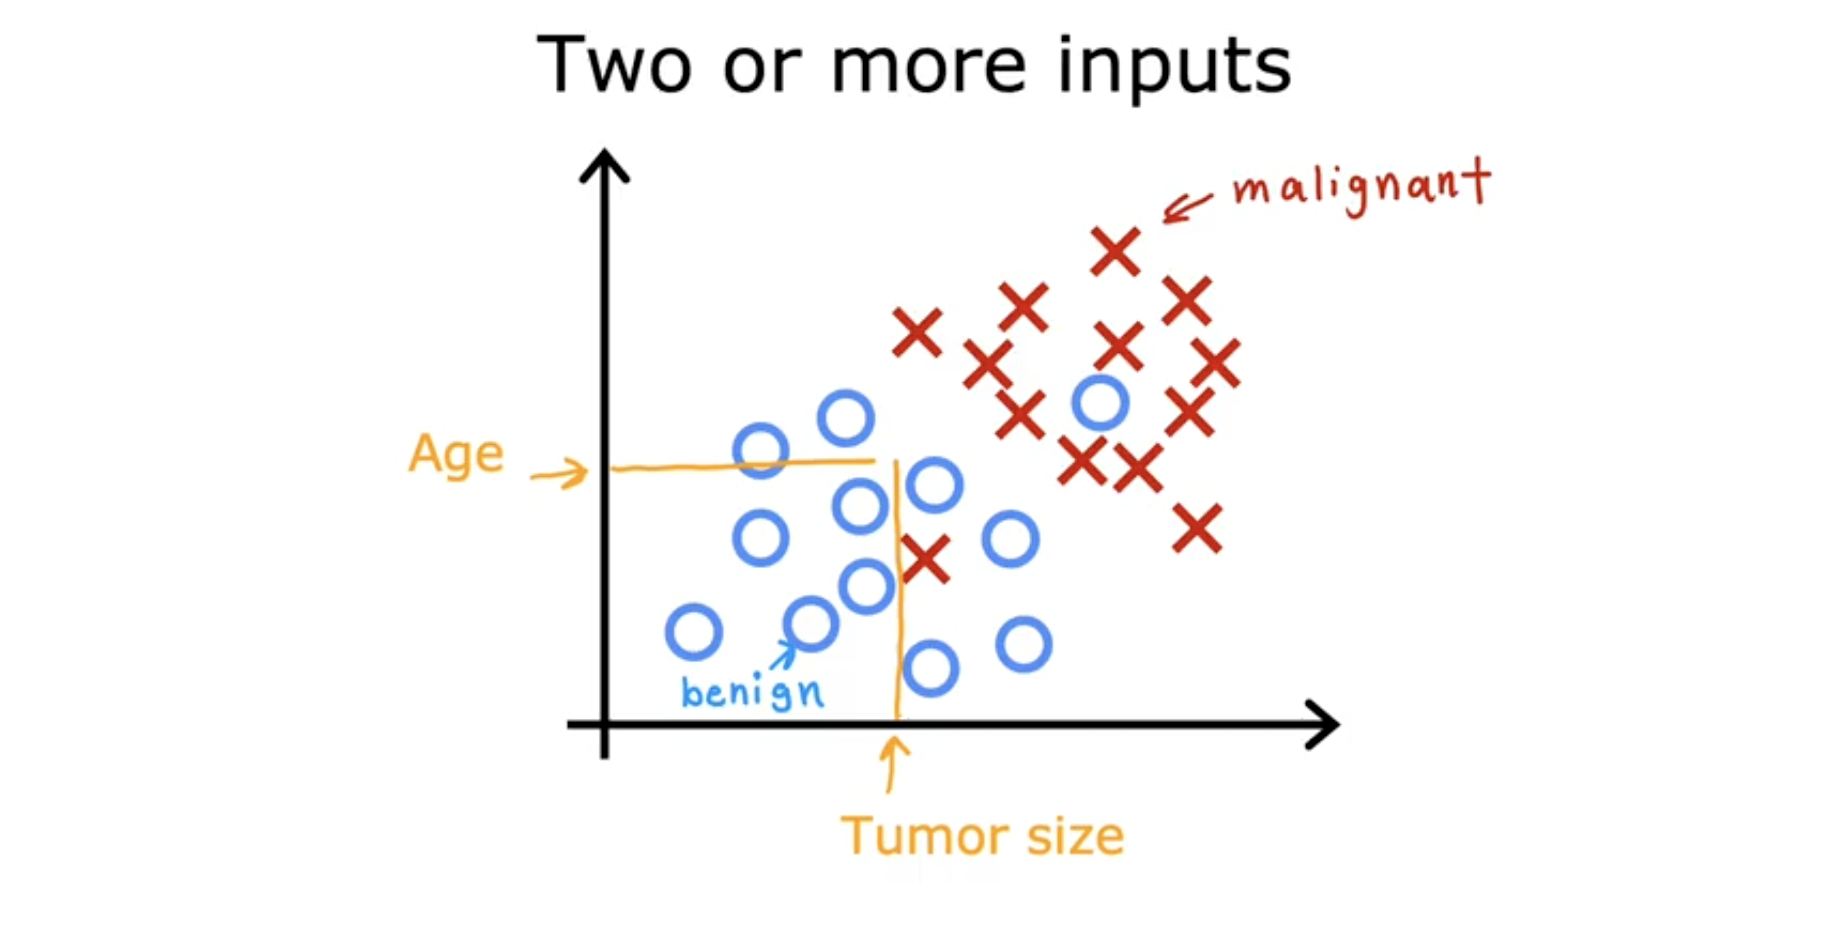 Two or more inputs
malignant
Age
benign
Tumor size